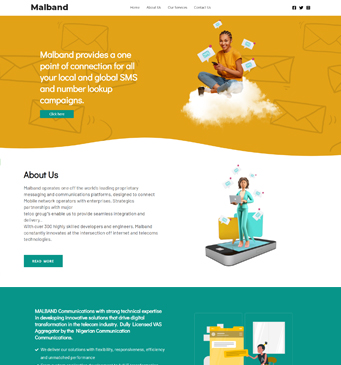 Malband
Home About Us Our Services Contact Us
Malband provides a one
point of connection for all
your local and global SMS
and number lookup
campaigns.
Click here
About Us
Malband operates one off the world's leading proprietary
messaging and communications platforms, designed to connect
Mobile network operators with enterprises. Strategics
partnerships with major
telco group's enable us to provide seamless integration and
delivery.
With over 500 highly skilled developers and engineers, Malband
constantly innovates at the intersection off internet and telecoms
technologies.
READ MORE
MALBAND Communications with strong technical expertise
in developing innovative solutions that drive-digital
transformation in the telecom industry. Dully Licensed VAS
Aggregator by the Nigerian Communication
Communications.
We deliver our solutions with flexibility, responsiveness, efficiency
and unmatched performance